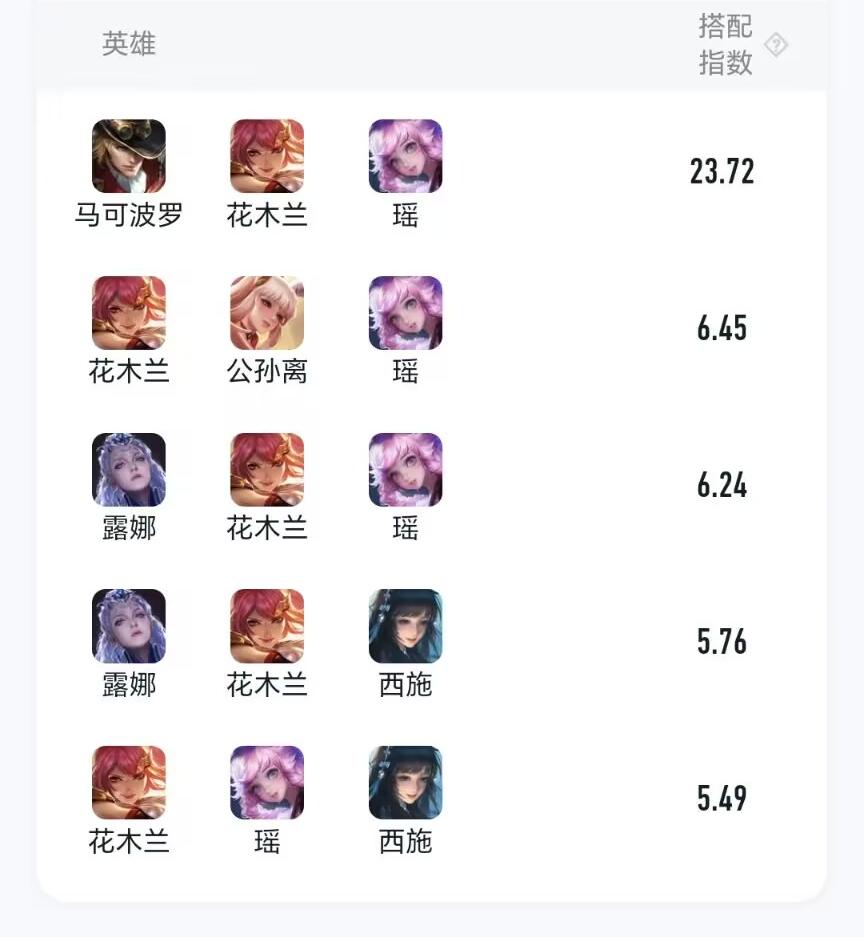 英雄
搭配
指数
?
马可波罗 花木兰 瑶 23.72
花木兰 公孙离 瑶 6.45
露娜 花木兰 瑶 6.24
露娜 花木兰 西施 5.76
花木兰 瑶 西施 5.49